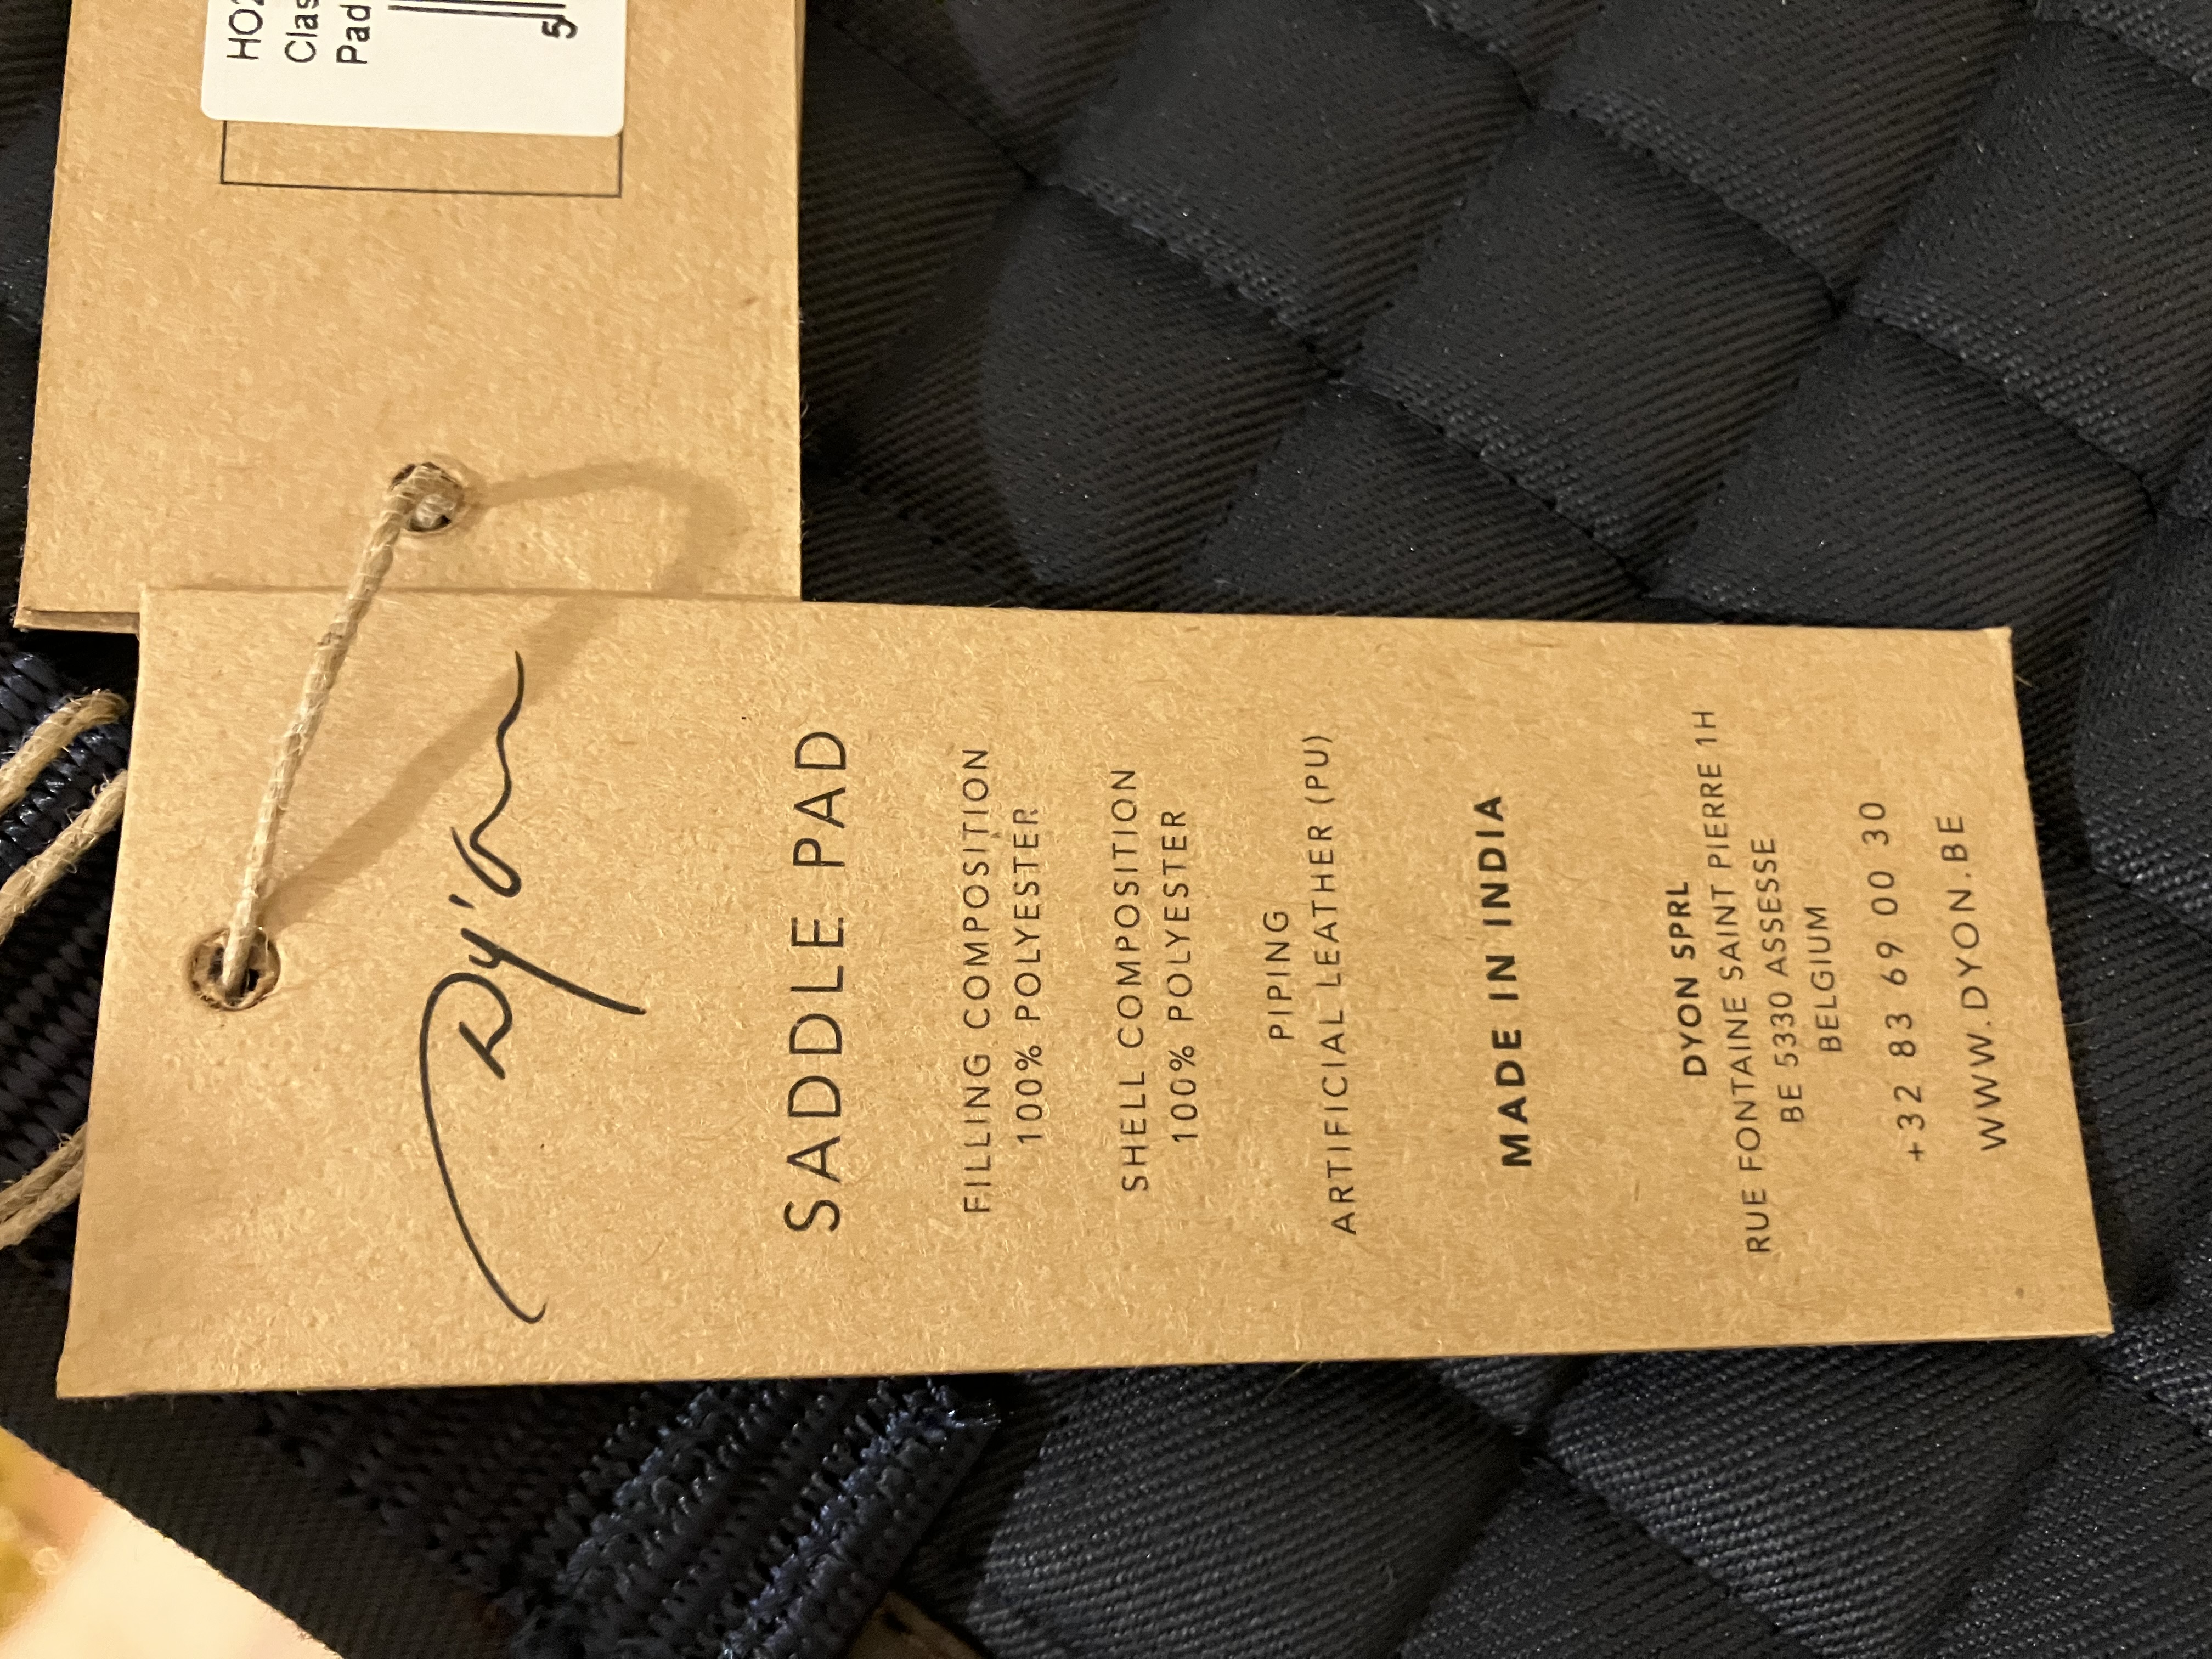 HO2
Clas
Pad
5
Dy'on
SADDLE PAD
FILLING COMPOSITION
100% POLYESTER
SHELL COMPOSITION
100% POLYESTER
PIPING
ARTIFICIAL LEATHER (PU)
MADE IN INDIA
DYON SPRL
RUE FONTAINE SAINT PIERRE 1H
BE 5330 ASSESSE
BELGIUM
+32 83 69 00 30
WWW.DYON.BE